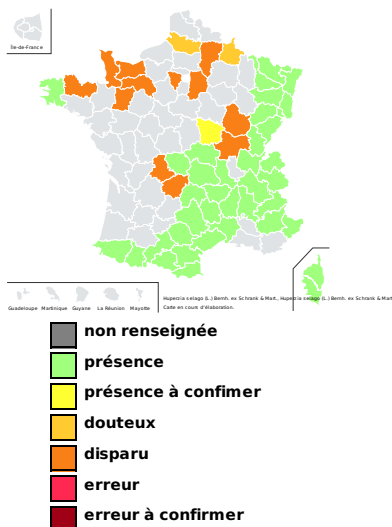 Île-de-France
Guadeloupe Martinique Guyane La Réunion Mayotte
Huperzia selago (L.) Bernh. ex Schrank & Mart., Huperzia selago (L.) Bernh. ex Schrank & Mart
Carte en cours d'élaboration.
non renseignée
présence
présence à confimer
douteux
disparu
erreur
erreur à confirmer